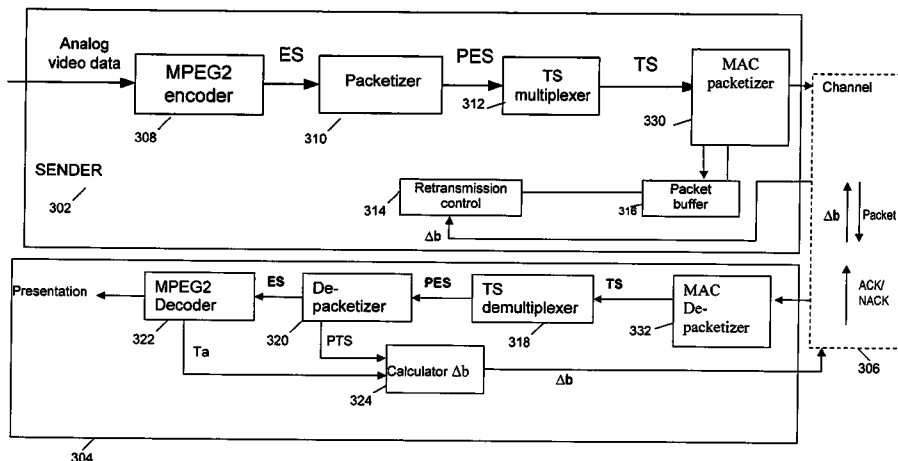 Analog
video data
ES
PES
TS
MPEG2
encoder
308
Packetizer
310
312
TS
multiplexer
MAC
packetizer
330
Channel
SENDER
302
314
Retransmission
control
316
Packet
buffer
Δb
Δb
Packet
Presentation
MPEG2
Decoder
322
ES
De-
packetizer
320
PES
TS
demultiplexer
318
TS
MAC
De-
packetizer
332
ACK/
NACK
Ta
PTS
Calculator Δb
324
Δb
306
304